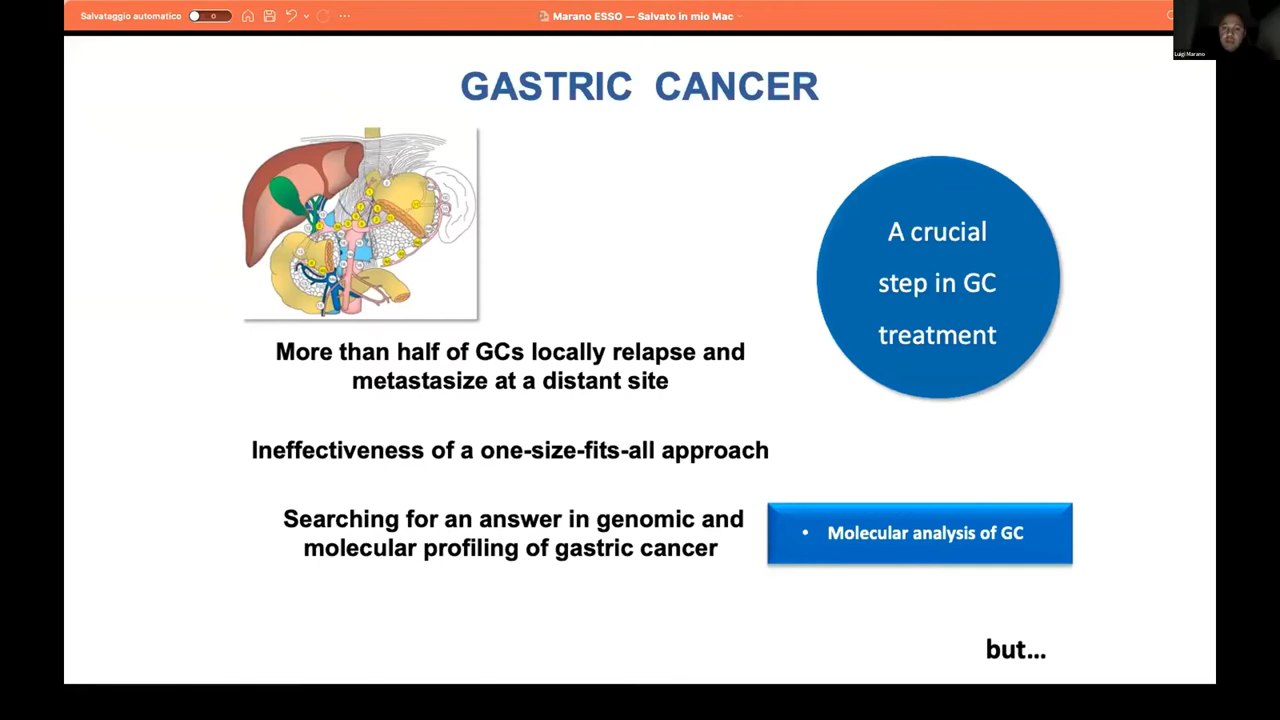 Salvataggio automatico
Marano ESSO — Salvato in mio Mac
Luigi Marano
GASTRIC CANCER
A crucial
step in GC
treatment
More than half of GCs locally relapse and
metastasize at a distant site
Ineffectiveness of a one-size-fits-all approach
Searching for an answer in genomic and
molecular profiling of gastric cancer
• Molecular analysis of GC
but...